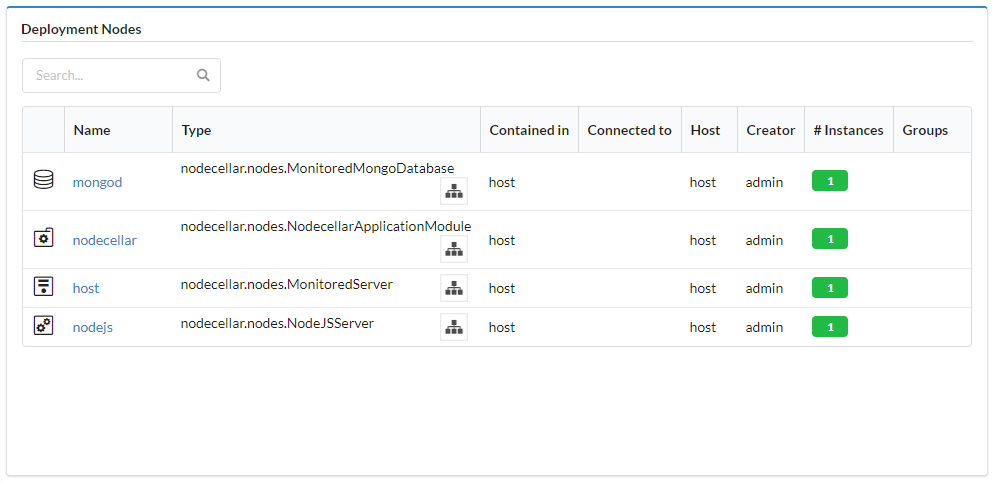 Deployment Nodes
Search...
Name Type Contained in Connected to Host Creator # Instances Groups
mongod nodecellar.nodes.MonitoredMongoDatabase host host admin 1
nodecellar nodecellar.nodes.NodecellarApplicationModule host host admin 1
host nodecellar.nodes.MonitoredServer host host admin 1
nodejs nodecellar.nodes.NodeJSServer host host admin 1